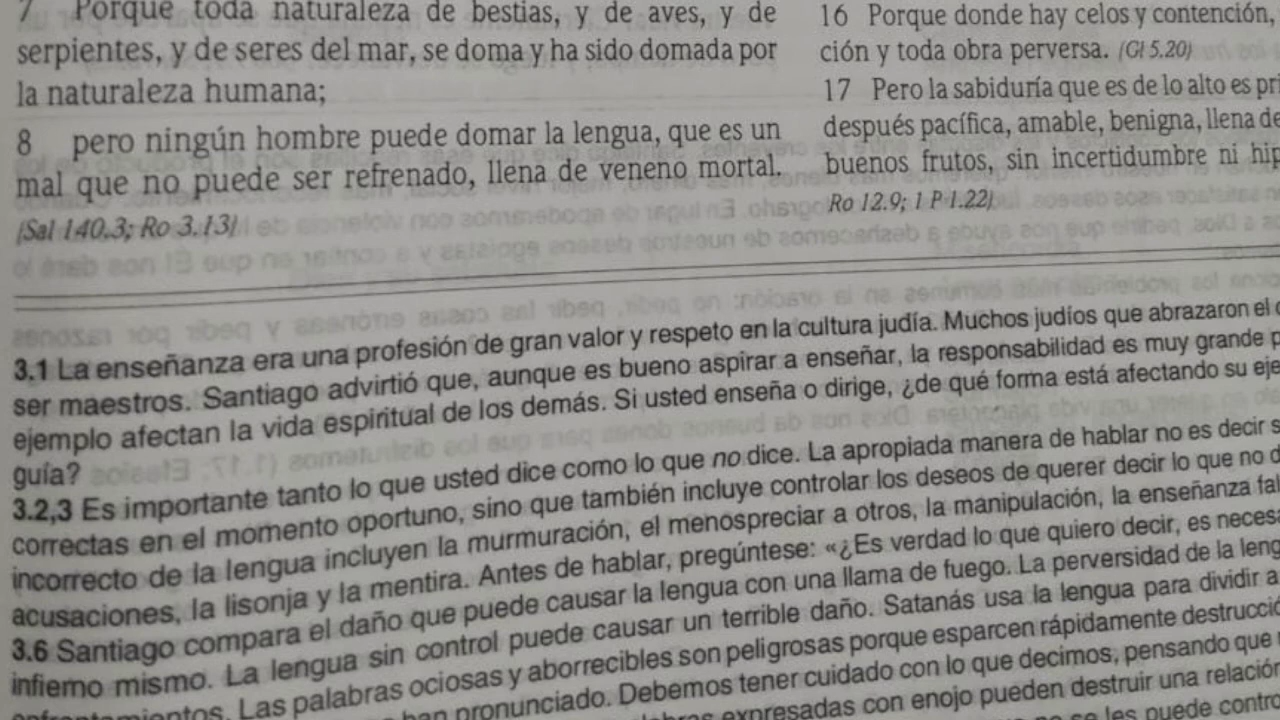 7 Porque toda naturaleza de bestias, y de aves, y de
serpientes, y de seres del mar, se doma y ha sido domada por
la naturaleza humana;
8 pero ningún hombre puede domar la lengua, que es un
mal que no puede ser refrenado, llena de veneno mortal.
(Sal 140.3; Ro 3.13)
16 Porque donde hay celos y contención,
ción y toda obra perversa. (Gl 5.20)
17 Pero la sabiduría que es de lo alto es pri
después pacífica, amable, benigna, llena de
buenos frutos, sin incertidumbre ni hip
Ro 12.9; 1 P 1.22)
3.1 La enseñanza era una profesión de gran valor y respeto en la cultura judía. Muchos judíos que abrazaron el
ser maestros. Santiago advirtió que, aunque es bueno aspirar a enseñar, la responsabilidad es muy grande p
ejemplo afectan la vida espiritual de los demás. Si usted enseña o dirige, ¿de qué forma está afectando su eje
guía?
3.2,3 Es importante tanto lo que usted dice como lo que no dice. La apropiada manera de hablar no es decir s
correctas en el momento oportuno, sino que también incluye controlar los deseos de querer decir lo que no d
incorrecto de la lengua incluyen la murmuración, el menospreciar a otros, la manipulación, la enseñanza fal
acusaciones, la lisonja y la mentira. Antes de hablar, pregúntese: «¿Es verdad lo que quiero decir, es necesa
3.6 Santiago compara el daño que puede causar la lengua con una llama de fuego. La perversidad de la leng
infierno mismo. La lengua sin control puede causar un terrible daño. Satanás usa la lengua para dividir a
Las palabras ociosas y aborrecibles son peligrosas porque esparcen rápidamente destrucció
han pronunciado. Debemos tener cuidado con lo que decimos, pensando que
expresadas con enojo pueden destruir una relación
se les puede contro